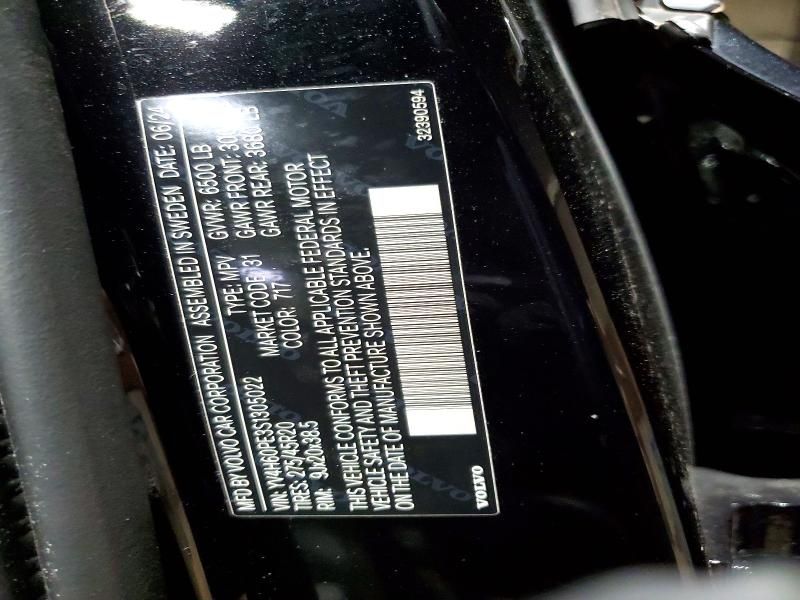 MFD BY VOLVO CAR CORPORATION ASSEMBLED IN SWEDEN DATE: 06/24
VIN: YV4H60PE3S1305022 TYPE: MPV GVWR: 6500 LB
TIRES: 275/45R20 MARKET CODE: 31 GAWR FRONT:
RIM: 9Jx20x38.5 COLOR: 717 GAWR REAR: LB
THIS VEHICLE CONFORMS TO ALL APPLICABLE FEDERAL MOTOR
VEHICLE SAFETY AND THEFT PREVENTION STANDARDS IN EFFECT
ON THE DATE OF MANUFACTURE SHOWN ABOVE.
VOLVO 32390594